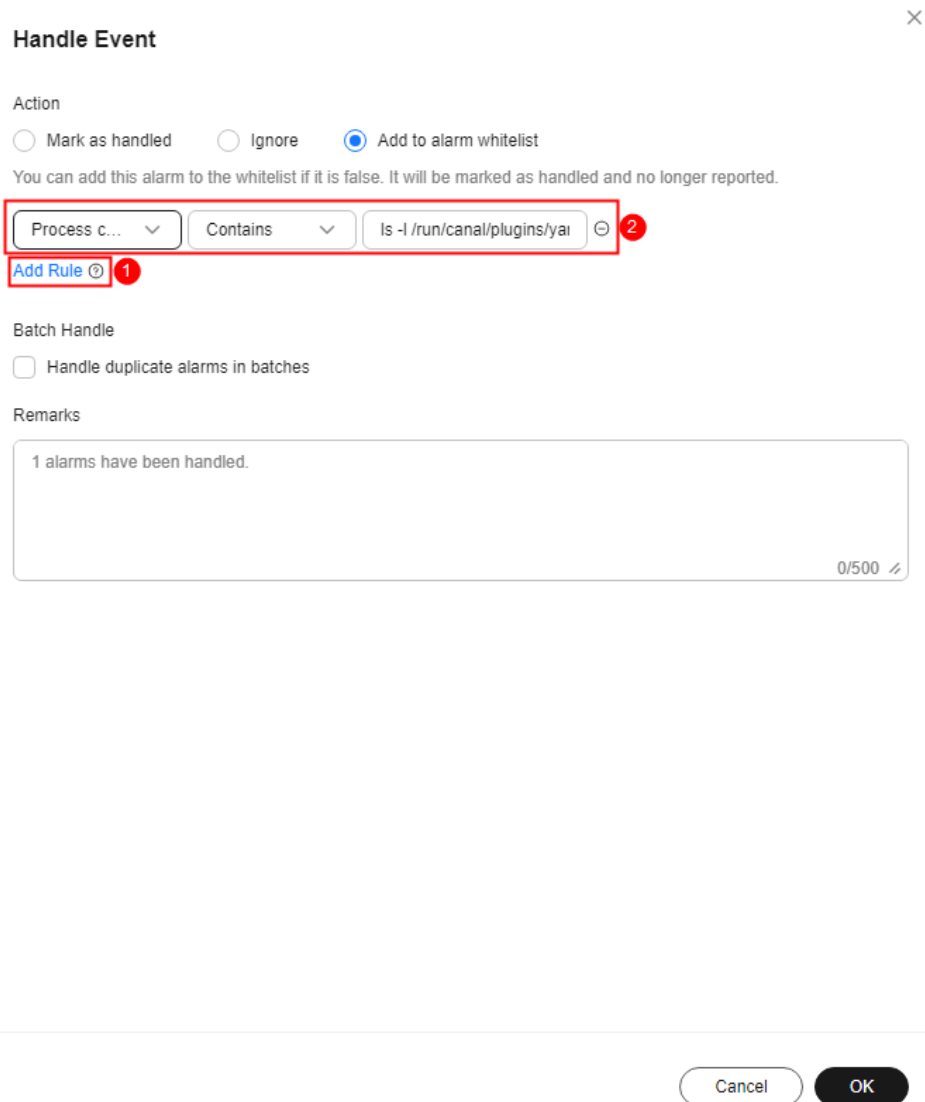 Handle Event
Action
Mark as handled Ignore Add to alarm whitelist
You can add this alarm to the whitelist if it is false. It will be marked as handled and no longer reported.
Process c... Contains ls -l /run/canal/plugins/yar 2
Add Rule 1
Batch Handle
Handle duplicate alarms in batches
Remarks
1 alarms have been handled.
0/500
Cancel OK